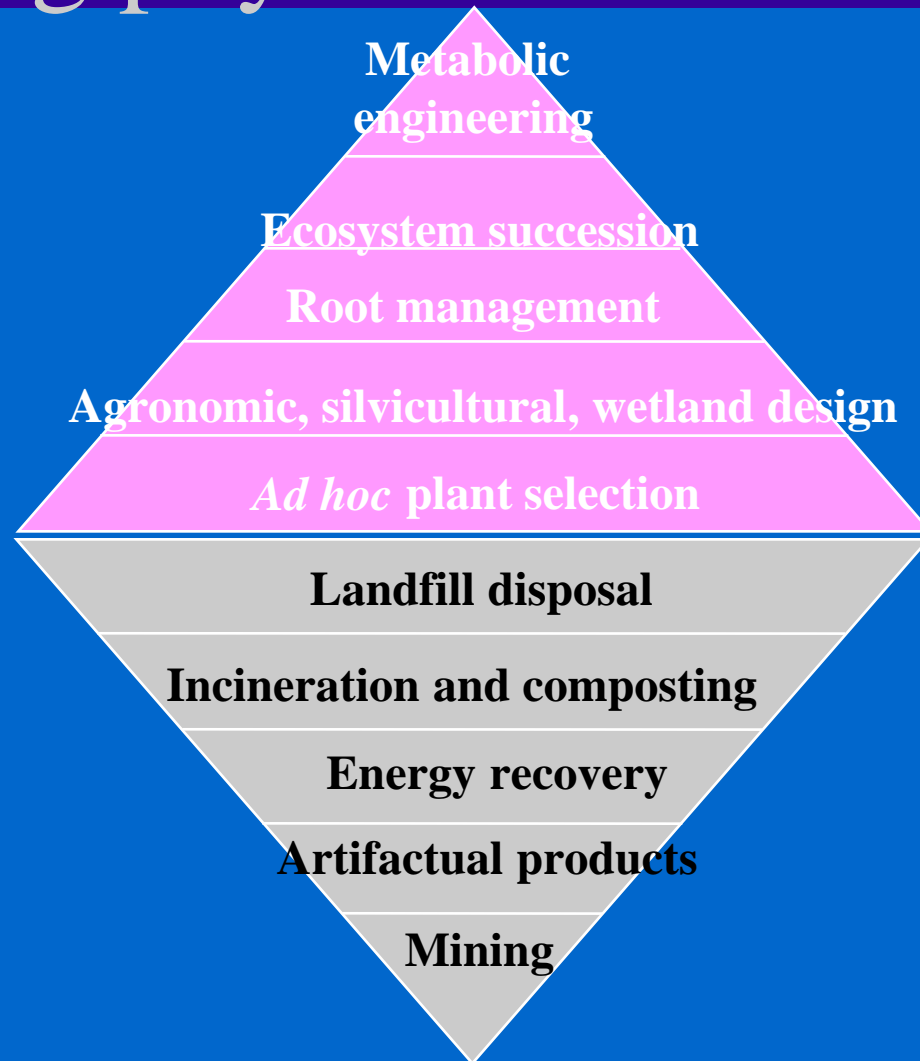 Metabolic
engineering
Ecosystem succession
Root management
Agronomic, silvicultural, wetland design
Ad hoc plant selection
Landfill disposal
Incineration and composting
Energy recovery
Artifactual products
Mining